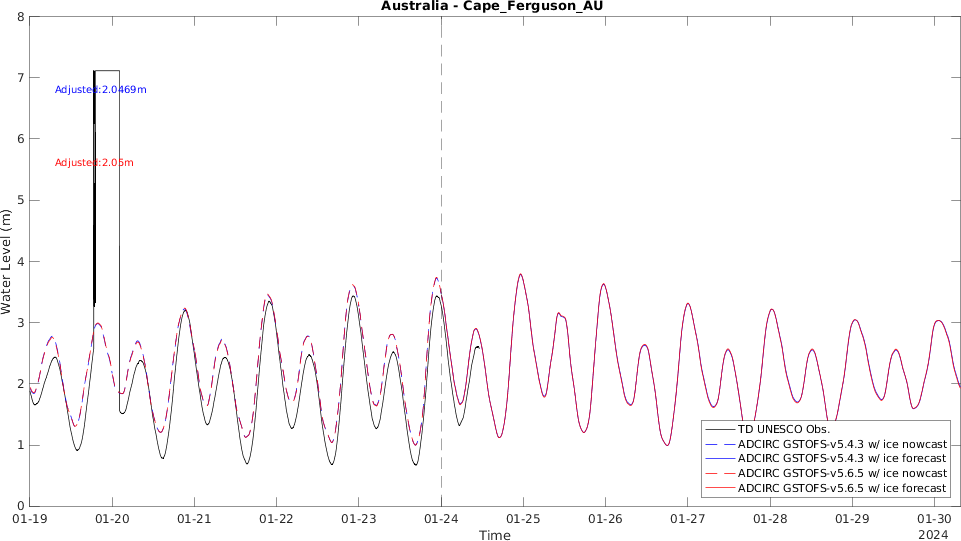 Australia - Cape_Ferguson_AU
8
7
6
5
4
3
2
1
0
Water Level (m)
Adjusted:2.0469m
Adjusted:2.05m
TD UNESCO Obs.
ADCIRC GSTOFS-v5.4.3 w/ ice nowcast
ADCIRC GSTOFS-v5.4.3 w/ ice forecast
ADCIRC GSTOFS-v5.6.5 w/ ice nowcast
ADCIRC GSTOFS-v5.6.5 w/ ice forecast
01-19 01-20 01-21 01-22 01-23 01-24 01-25 01-26 01-27 01-28 01-29 01-30
Time
2024